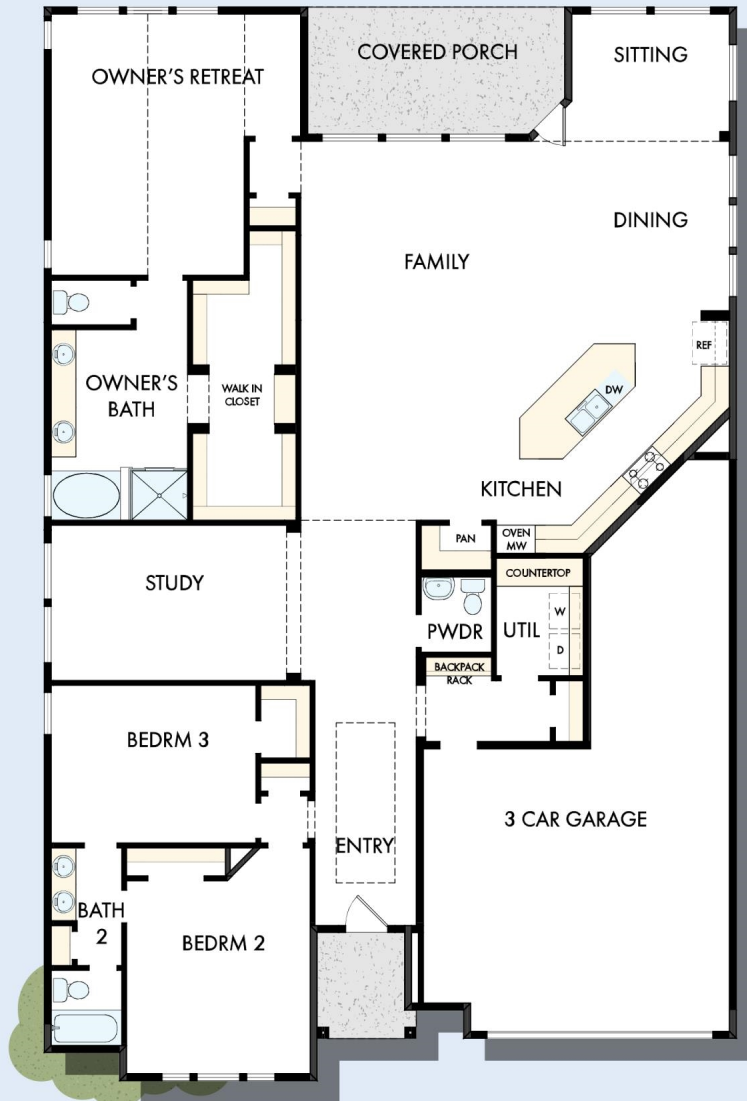 COVERED PORCH
SITTING
OWNER'S RETREAT
DINING
FAMILY
REF
OWNER'S
BATH
WALK IN
CLOSET
DW
KITCHEN
PAN
OVEN
MW
STUDY
COUNTERTOP
W
PWDR
UTIL
D
BACKPACK
RACK
BEDRM 3
3 CAR GARAGE
ENTRY
BATH
2
BEDRM 2